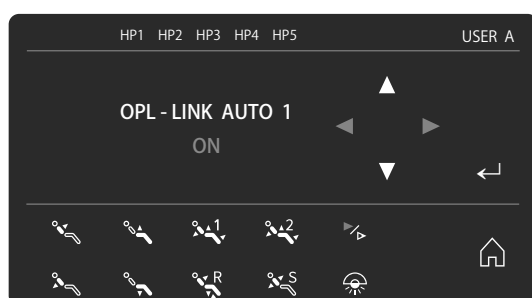 HP1 HP2 HP3 HP4 HP5 USER A
OPL - LINK AUTO 1
ON
1 2
R S